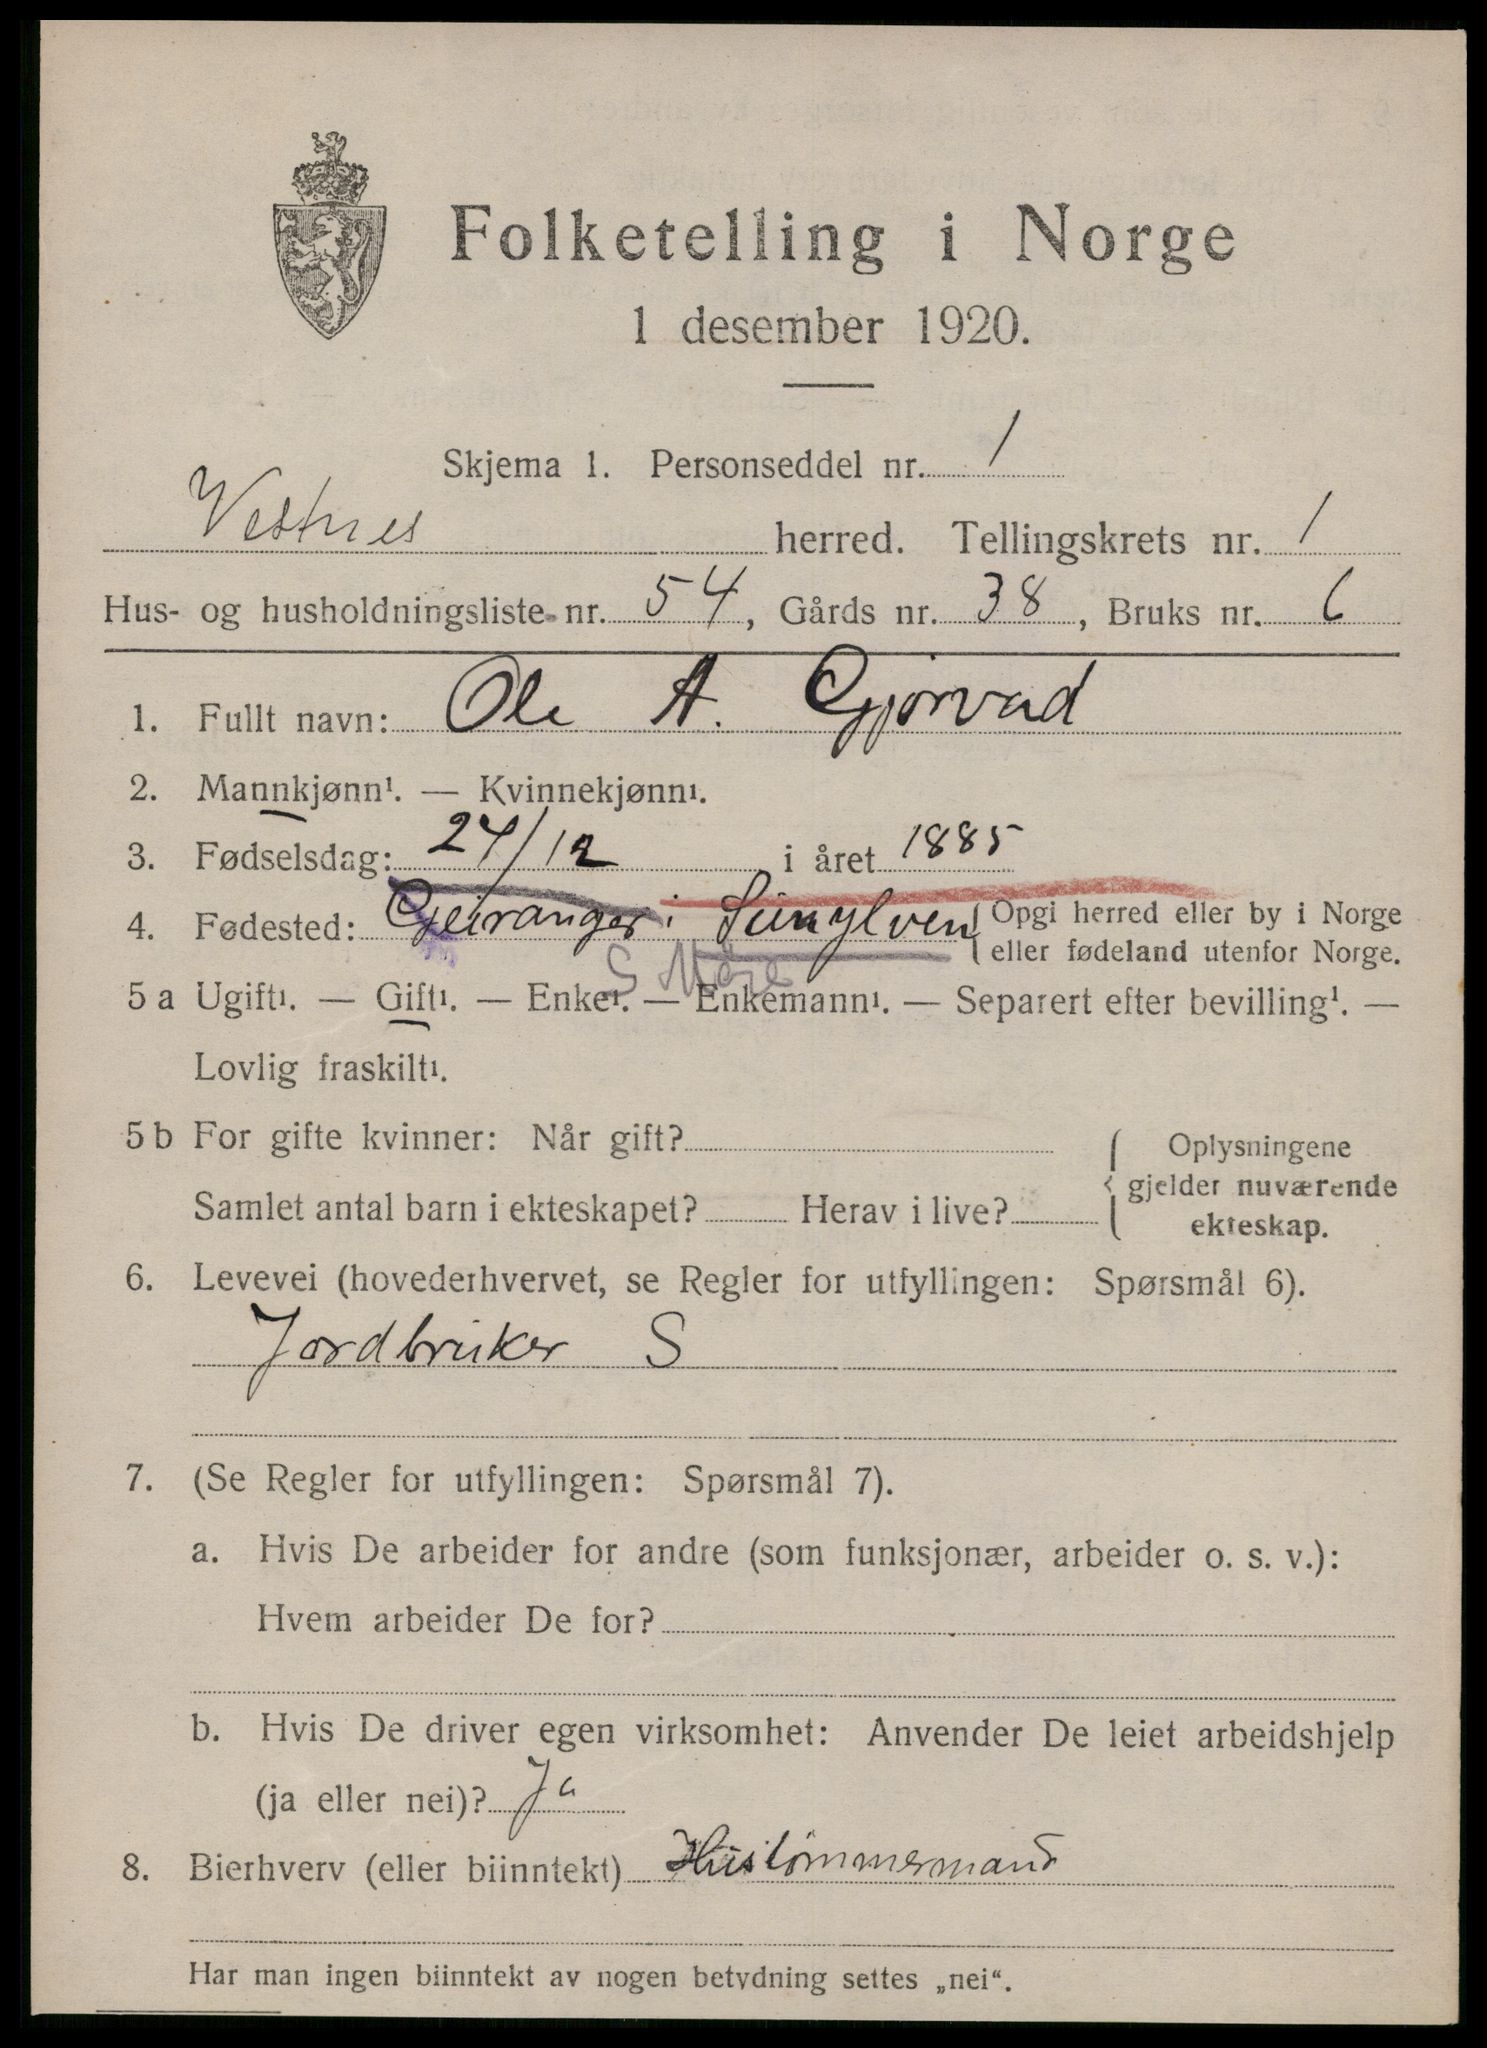 Folketelling i Norge
1 desember 1920.
Skjema 1. Personseddel nr. 1
Vestnes herred. Tellingskrets nr. 1
Hus- og husholdningsliste nr. 54, Gårds nr. 38, Bruks nr. 6
1. Fullt navn: Ole A. Gjørvad
2. Mannkjønn¹. — Kvinnekjønn¹.
3. Fødselsdag: 24/12 i året 1885
4. Fødested: Gjeiranger i Sunylven { Opgi herred eller by i Norge
eller fødeland utenfor Norge.
S Møre
5 a Ugift¹. — Gift¹. — Enke¹. — Enkemann¹. — Separert efter bevilling¹. —
Lovlig fraskilt¹.
5 b For gifte kvinner: Når gift? { Oplysningene
gjelder nuværende
Samlet antal barn i ekteskapet? Herav i live?
ekteskap.
6. Levevei (hovederhvervet, se Regler for utfyllingen: Spørsmål 6).
Jordbruker S
7. (Se Regler for utfyllingen: Spørsmål 7).
a. Hvis De arbeider for andre (som funksjonær, arbeider o. s. v.):
Hvem arbeider De for?
b. Hvis De driver egen virksomhet: Anvender De leiet arbeidshjelp
(ja eller nei)? Ja
8. Bierhverv (eller biinntekt) Hustømmermand
Har man ingen biinntekt av nogen betydning settes „nei“.